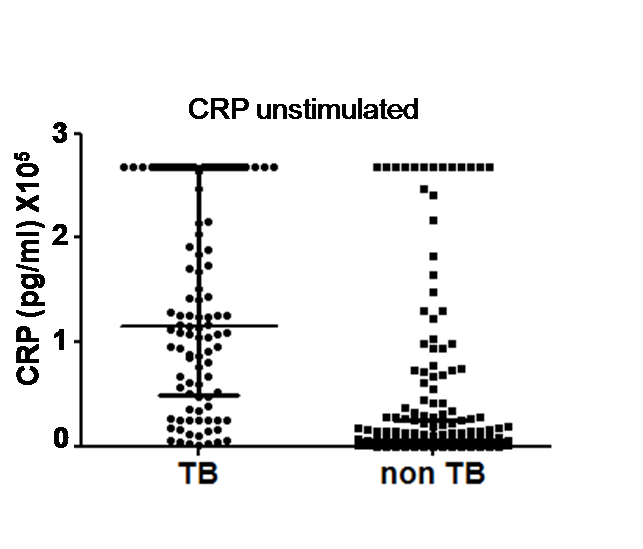 CRP unstimulated
CRP (pg/ml) X10⁵
3
2
1
0
TB
non TB